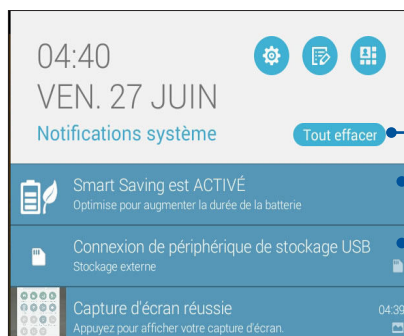 04:40
VEN. 27 JUIN
Notifications système
Tout effacer
Smart Saving est ACTIVÉ
Optimise pour augmenter la durée de la batterie
Connexion de périphérique de stockage USB
Stockage externe
Capture d'écran réussie
04:39
Appuyez pour afficher votre capture d'écran.